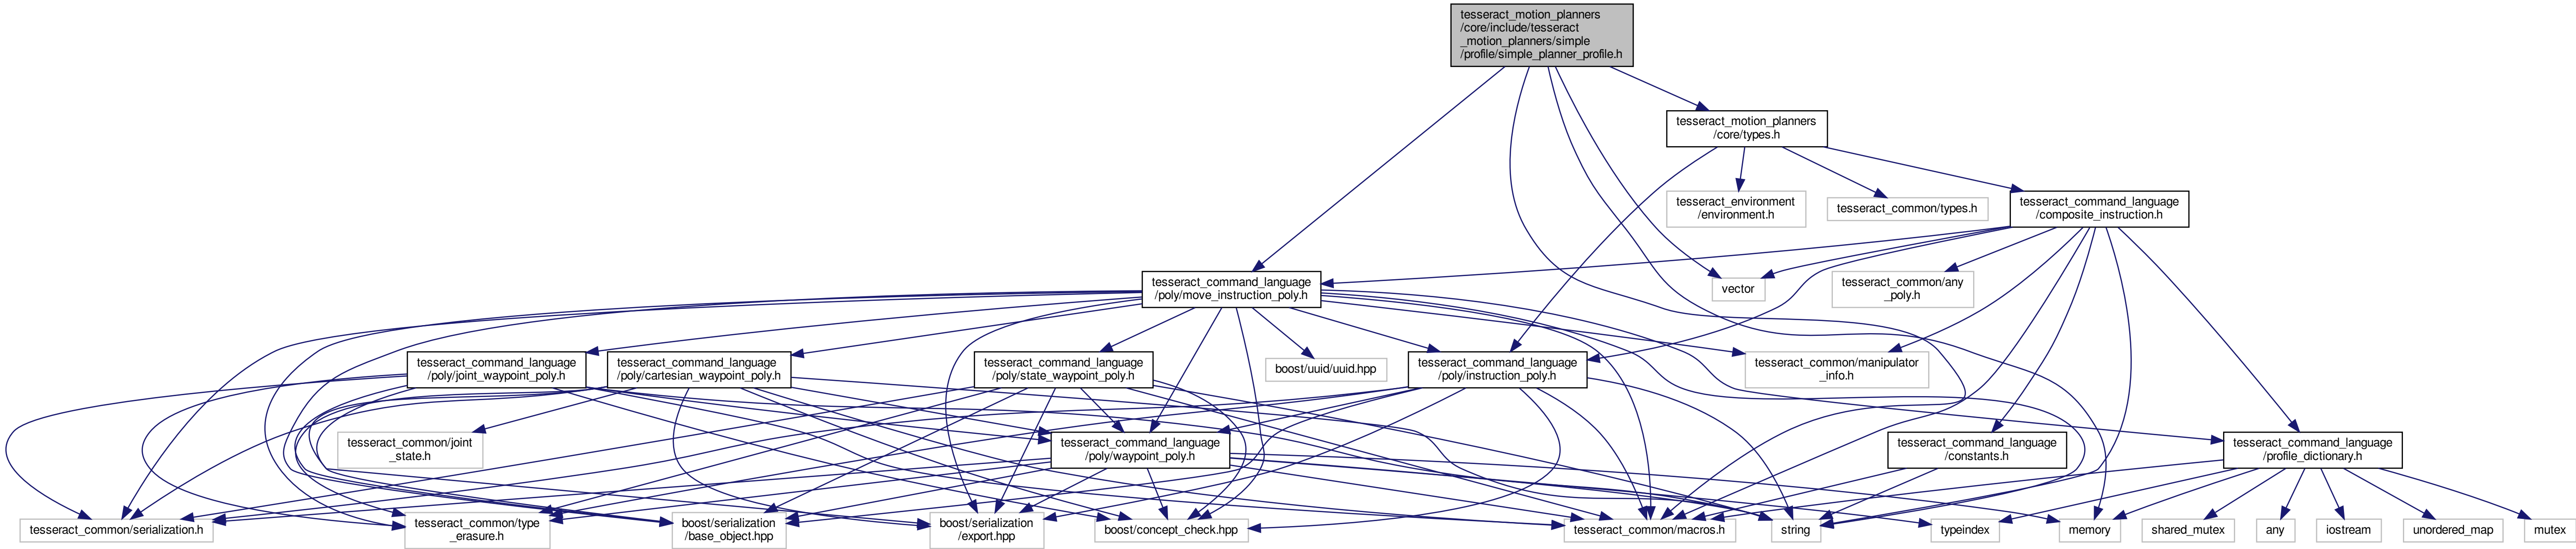 tesseract_motion_planners
/core/include/tesseract
_motion_planners/simple
/profile/simple_planner_profile.h
tesseract_motion_planners
/core/types.h
tesseract_environment
/environment.h
tesseract_common/types.h
tesseract_command_language
/composite_instruction.h
tesseract_command_language
/poly/move_instruction_poly.h
vector
tesseract_common/any
_poly.h
tesseract_command_language
/poly/joint_waypoint_poly.h
tesseract_command_language
/poly/cartesian_waypoint_poly.h
tesseract_command_language
/poly/state_waypoint_poly.h
boost/uuid/uuid.hpp
tesseract_command_language
/poly/instruction_poly.h
tesseract_common/manipulator
_info.h
tesseract_common/joint
_state.h
tesseract_command_language
/poly/waypoint_poly.h
tesseract_command_language
/constants.h
tesseract_command_language
/profile_dictionary.h
tesseract_common/serialization.h
tesseract_common/type
_erasure.h
boost/serialization
/base_object.hpp
boost/serialization
/export.hpp
boost/concept_check.hpp
tesseract_common/macros.h
string
typeindex
memory
shared_mutex
any
iostream
unordered_map
mutex